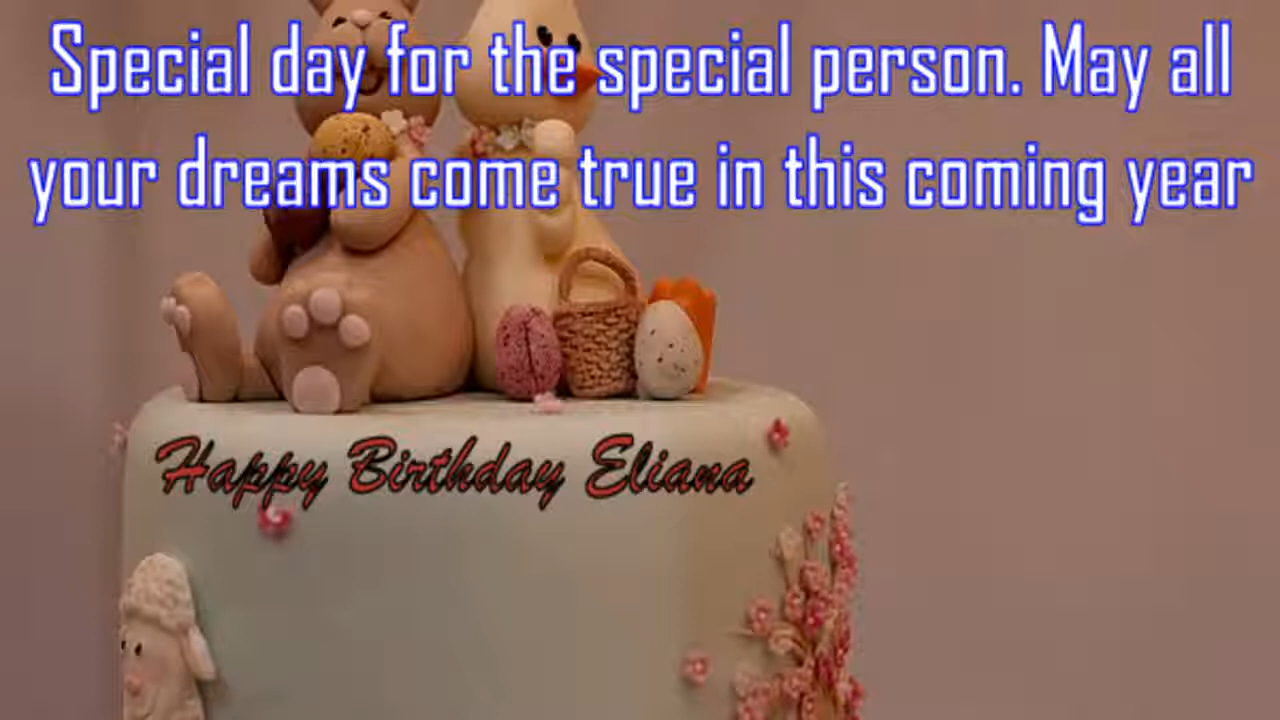 Special day for the special person. May all
your dreams come true in this coming year
Happy Birthday Eliana